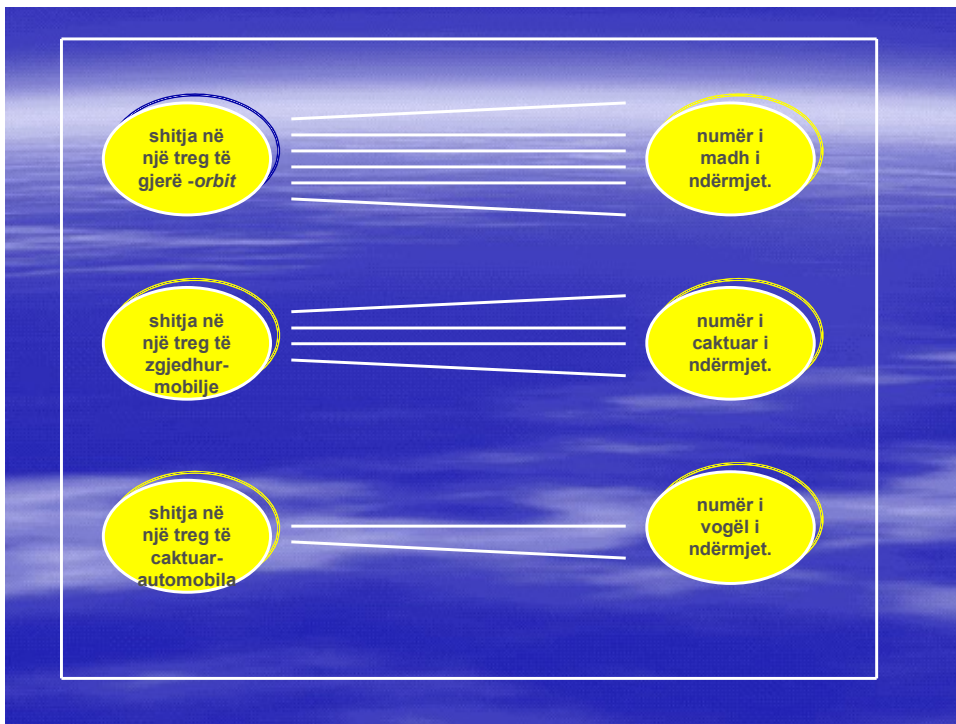 shitja në
një treg të
gjerë -orbit
numër i
madh i
ndërmjet.
shitja në
një treg të
zgjedhur-
mobilje
numër i
caktuar i
ndërmjet.
shitja në
një treg të
caktuar-
automobila
numër i
vogël i
ndërmjet.